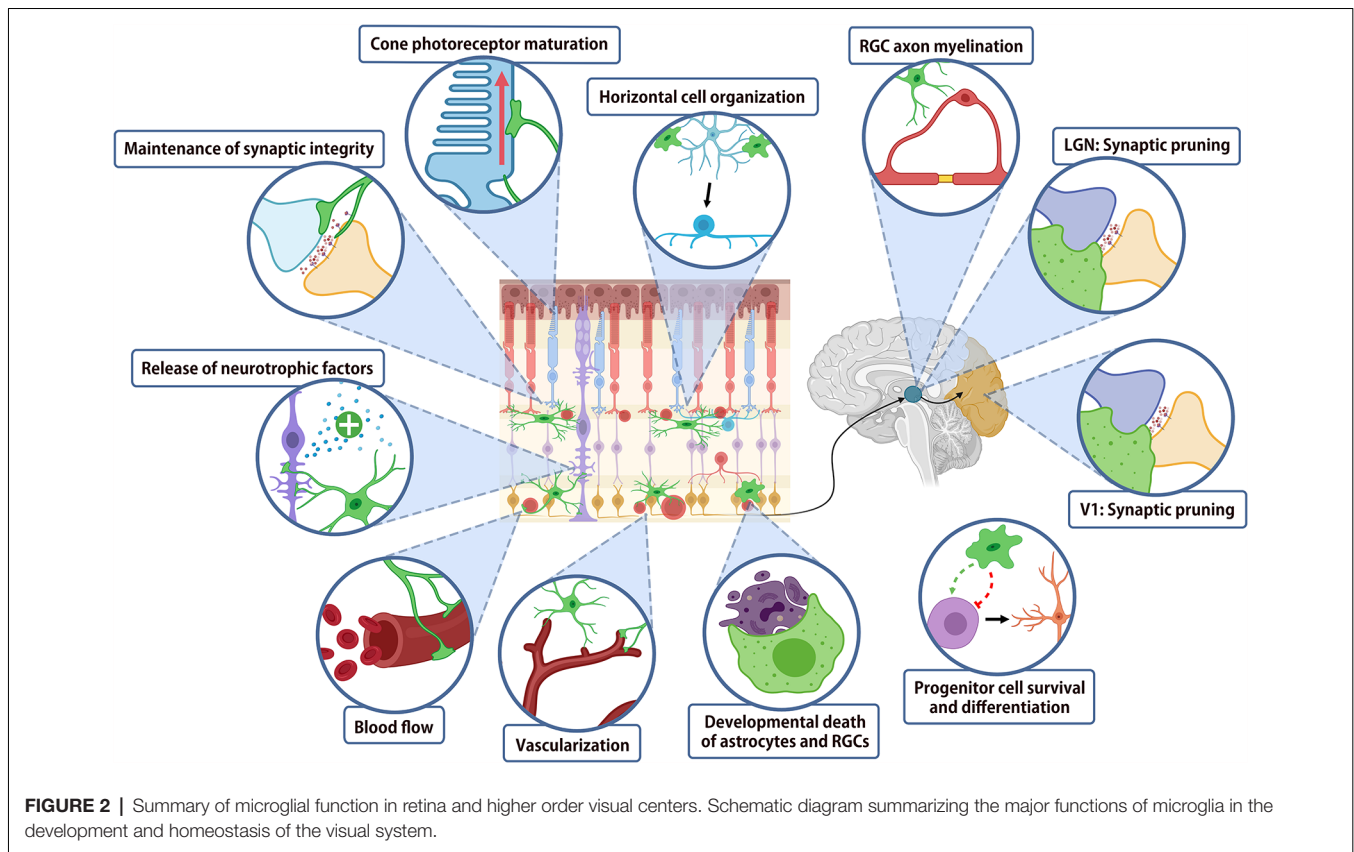 Cone photoreceptor maturation
RGC axon myelination
Horizontal cell organization
Maintenance of synaptic integrity
LGN: Synaptic pruning
Release of neurotrophic factors
V1: Synaptic pruning
Progenitor cell survival
and differentiation
Developmental death
of astrocytes and RGCs
Blood flow
Vascularization
FIGURE 2 | Summary of microglial function in retina and higher order visual centers. Schematic diagram summarizing the major functions of microglia in the
development and homeostasis of the visual system.